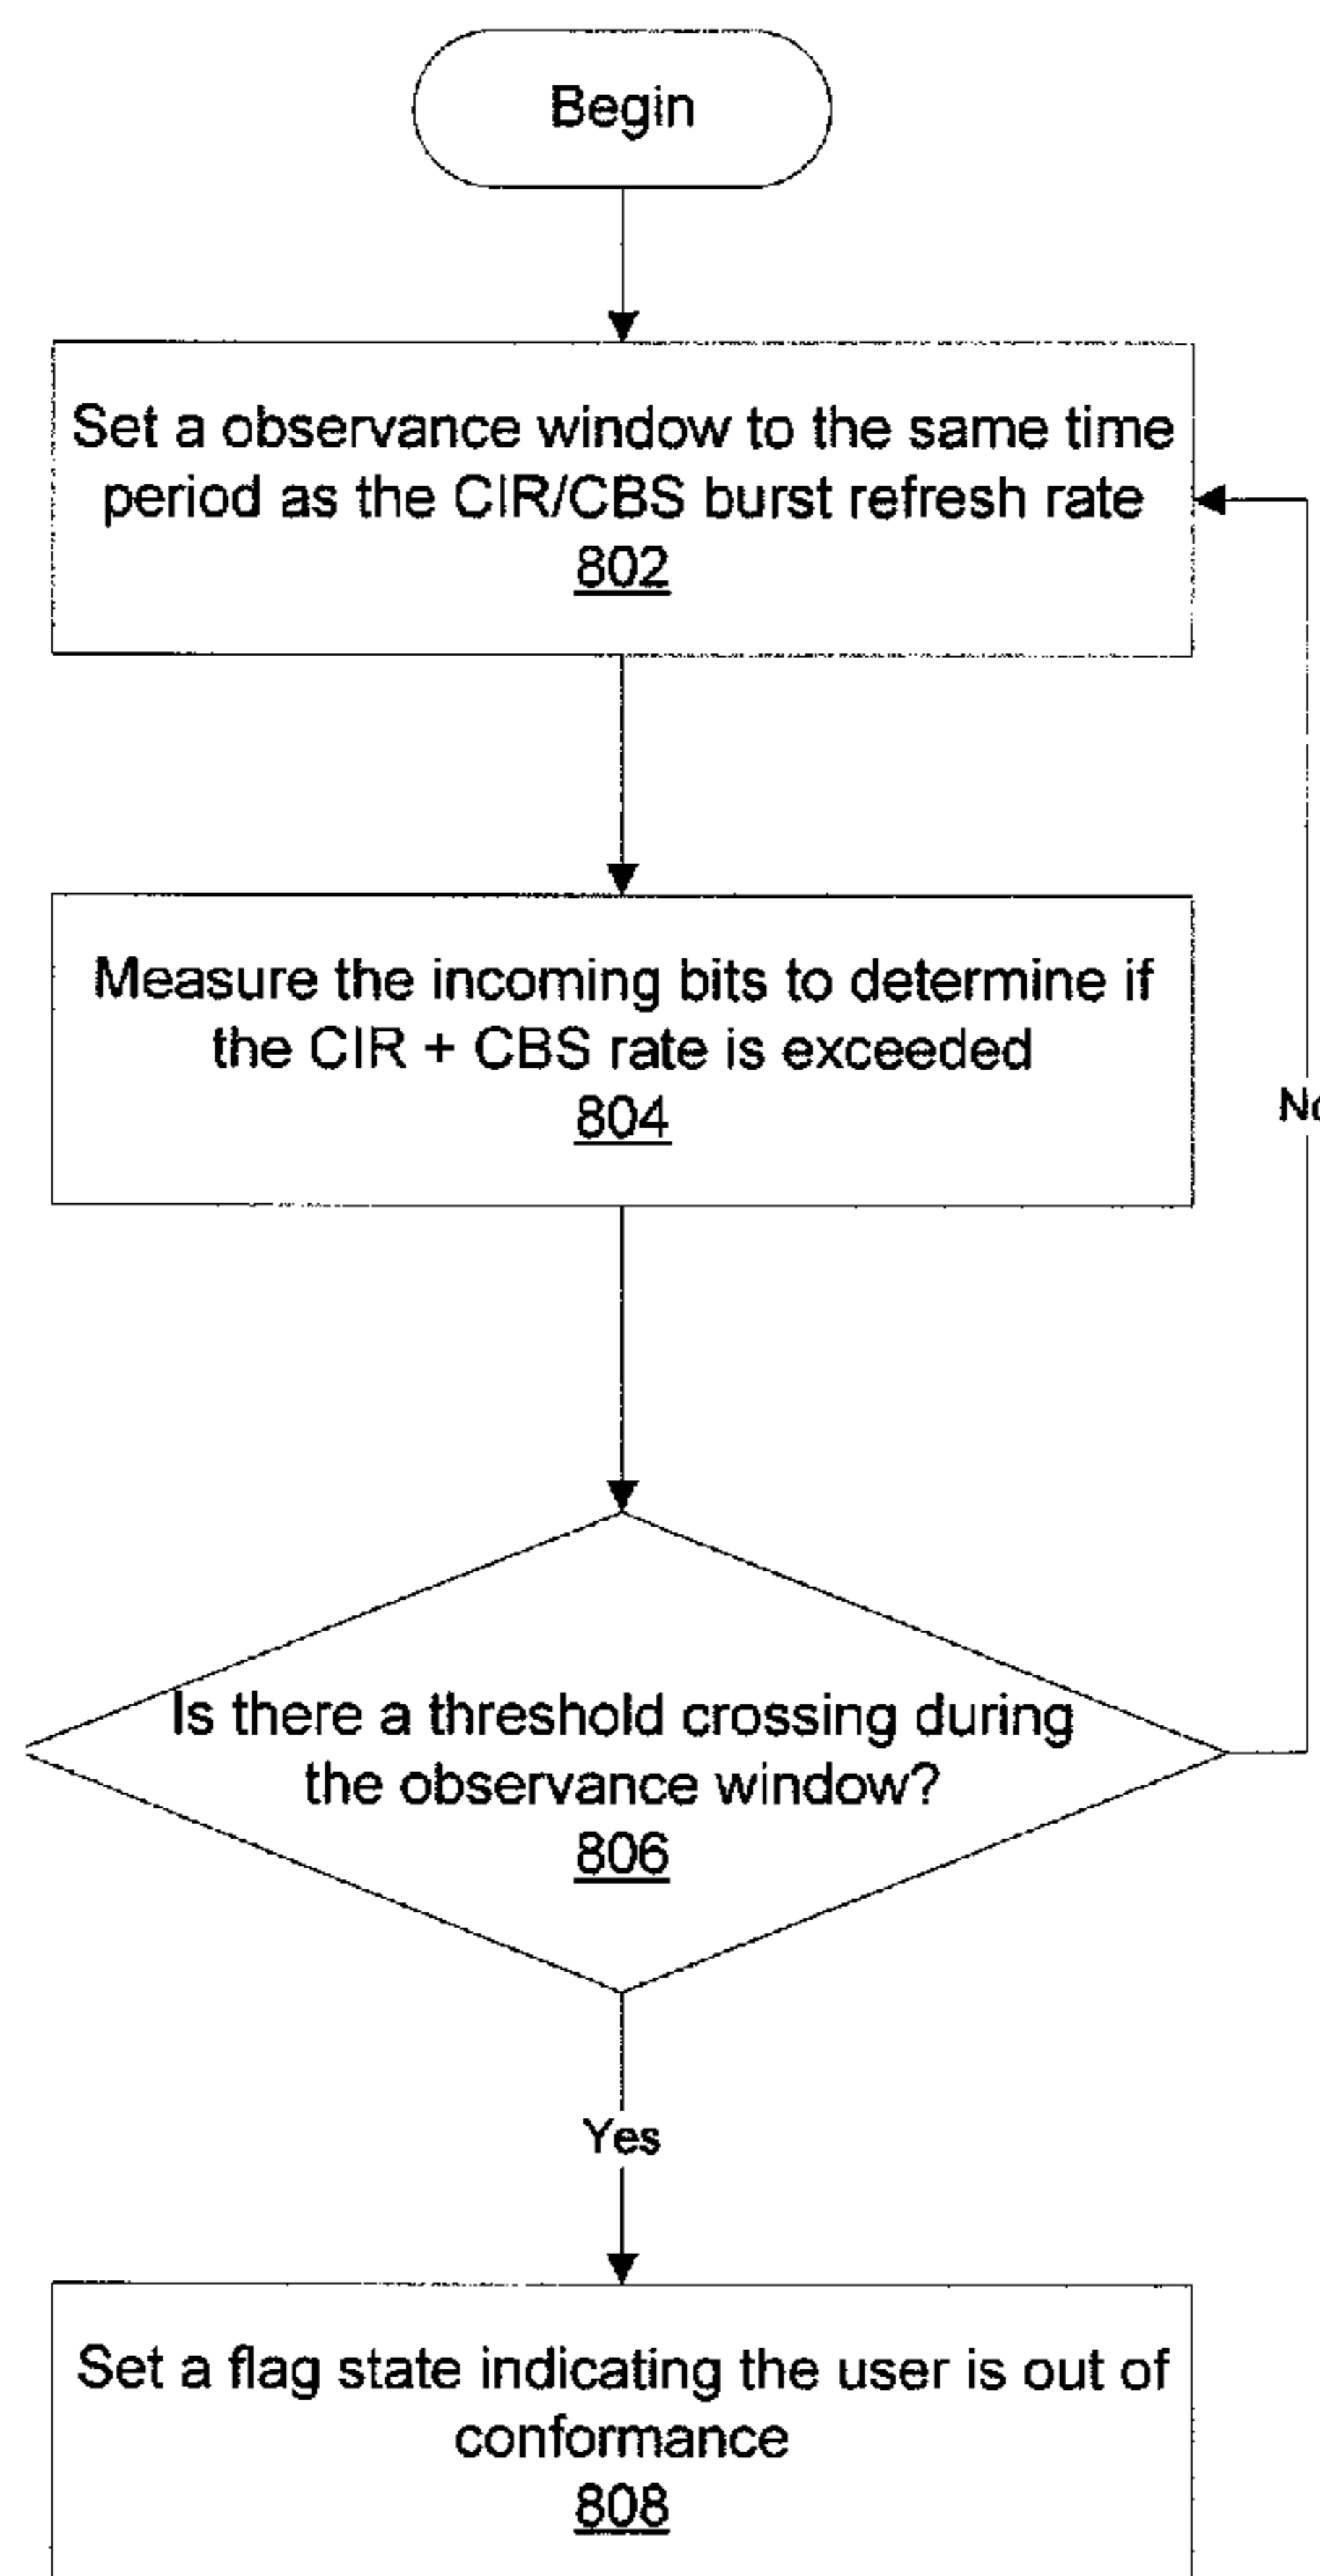 Begin
Set a observance window to the same time
period as the CIR/CBS burst refresh rate
802
Measure the incoming bits to determine if
the CIR + CBS rate is exceeded
804
No
Is there a threshold crossing during
the observance window?
806
Yes
Set a flag state indicating the user is out of
conformance
808